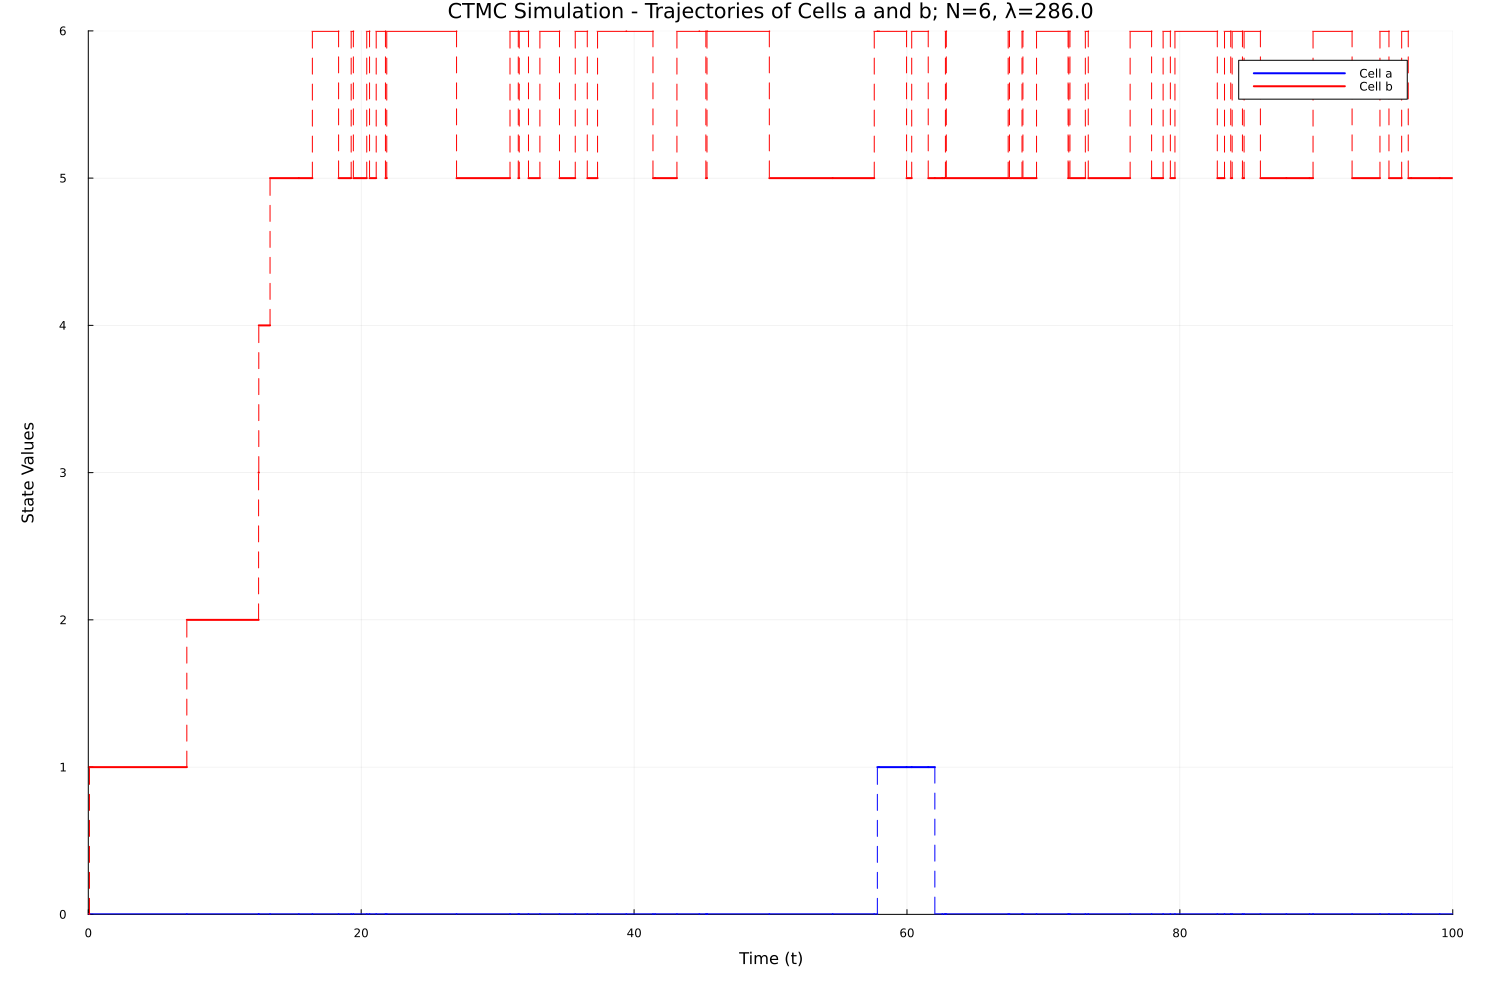 CTMC Simulation - Trajectories of Cells a and b; N=6, λ=286.0
6
Cell a
Cell b
5
4
State Values
3
2
1
0
0 20 40 60 80 100
Time (t)